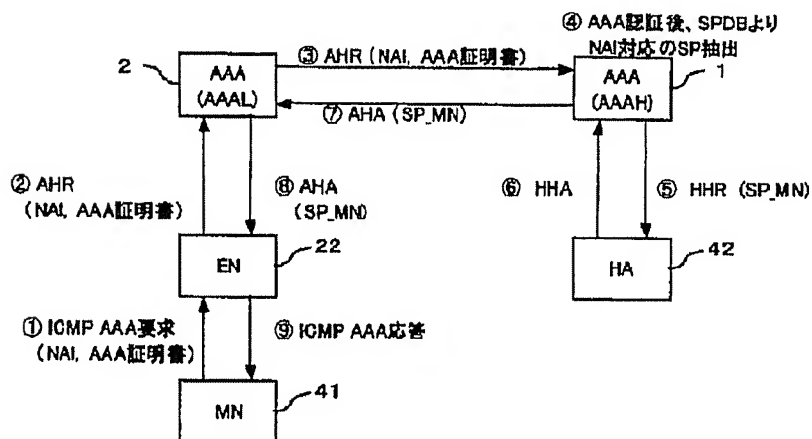 ④ AAA認証後、SPDBより
NAI対応のSP抽出
③ AHR (NAI, AAA証明書)
2
AAA
(AAAL)
AAA
(AAAH)
1
⑦ AHA (SP_MN)
② AHR
(NAI, AAA証明書)
⑧ AHA
(SP_MN)
⑥ HHA
⑤ HHR (SP_MN)
22
EN
42
HA
① ICMP AAA要求
(NAI, AAA証明書)
⑨ ICMP AAA応答
41
MN